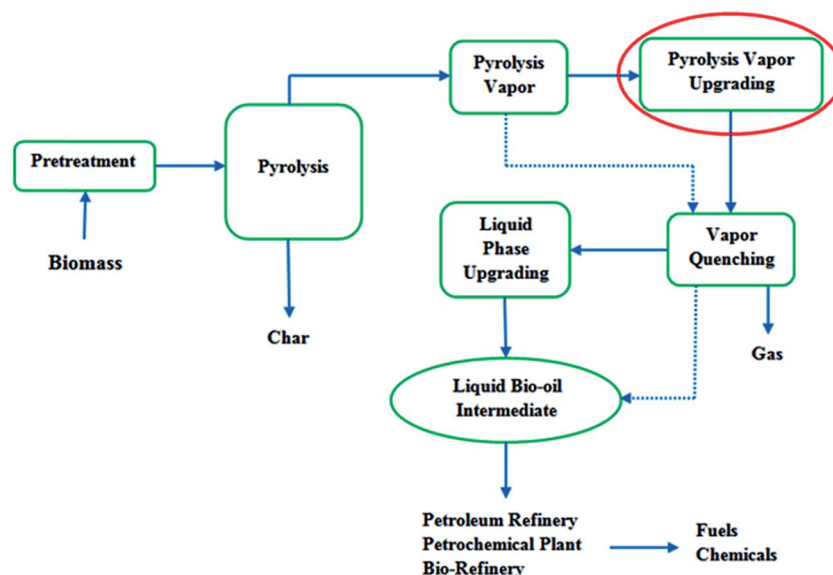 Pyrolysis
Vapor
Pyrolysis Vapor
Upgrading
Pretreatment
Pyrolysis
Biomass
Liquid
Phase
Upgrading
Vapor
Quenching
Char
Gas
Liquid Bio-oil
Intermediate
Petroleum Refinery
Petrochemical Plant
Bio-Refinery
Fuels
Chemicals